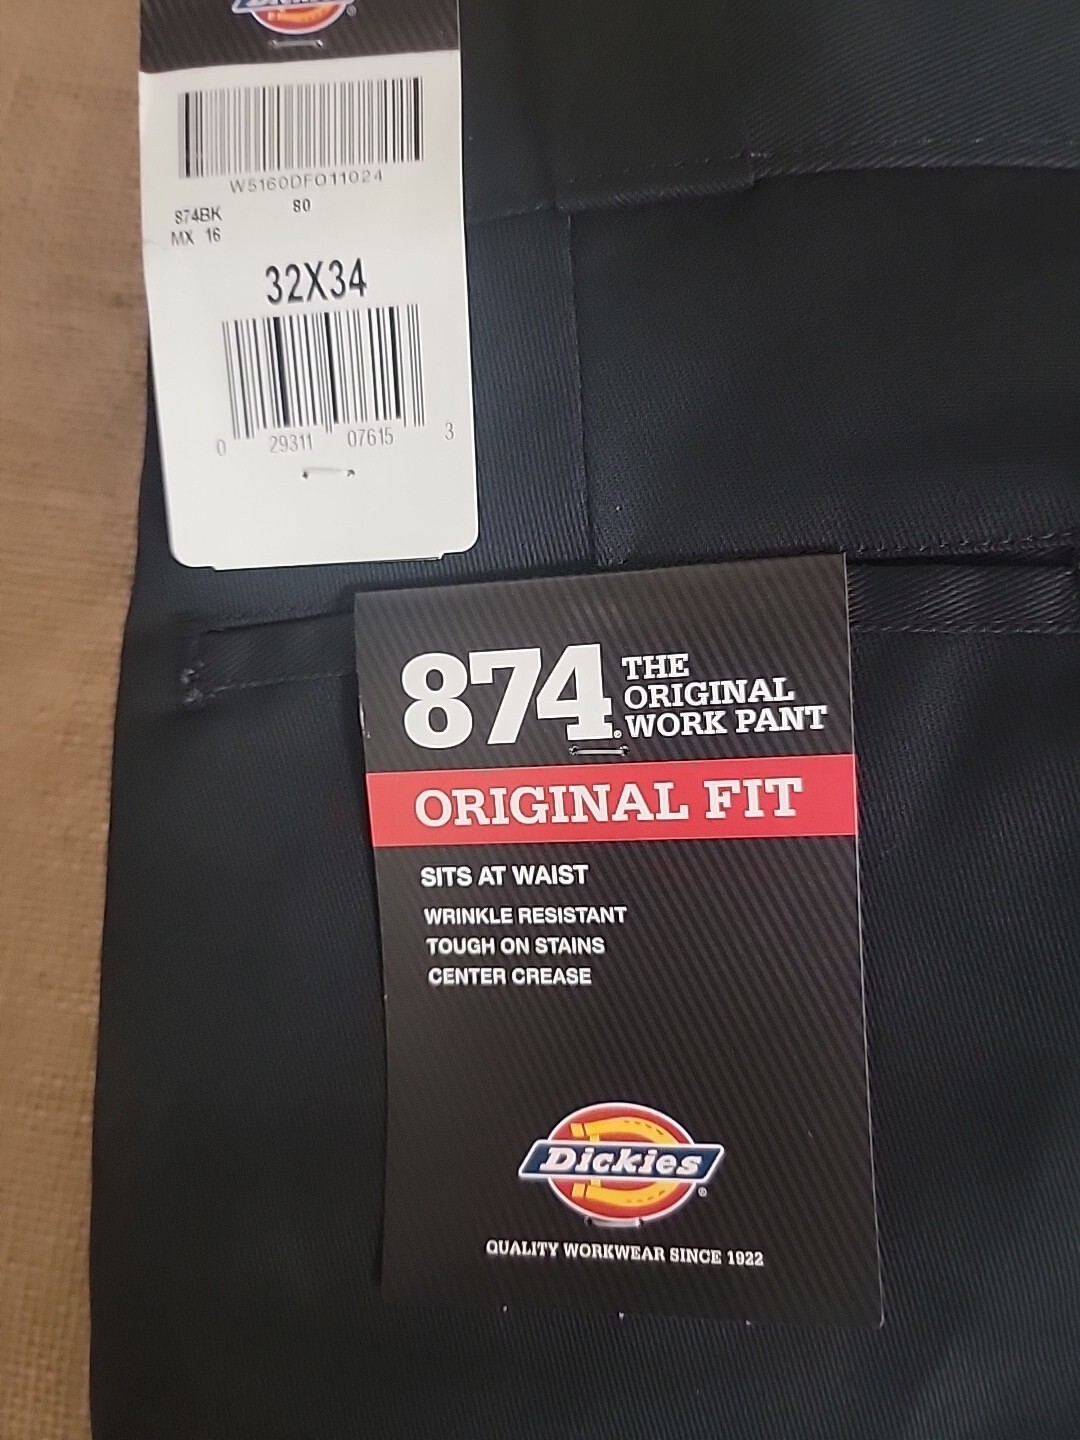 Dickies
®
W5160DFO11024
874BK 80
MX 16
32X34
0 29311 07615 3
874® THE
ORIGINAL
WORK PANT
ORIGINAL FIT
SITS AT WAIST
WRINKLE RESISTANT
TOUGH ON STAINS
CENTER CREASE
Dickies
®
QUALITY WORKWEAR SINCE 1922